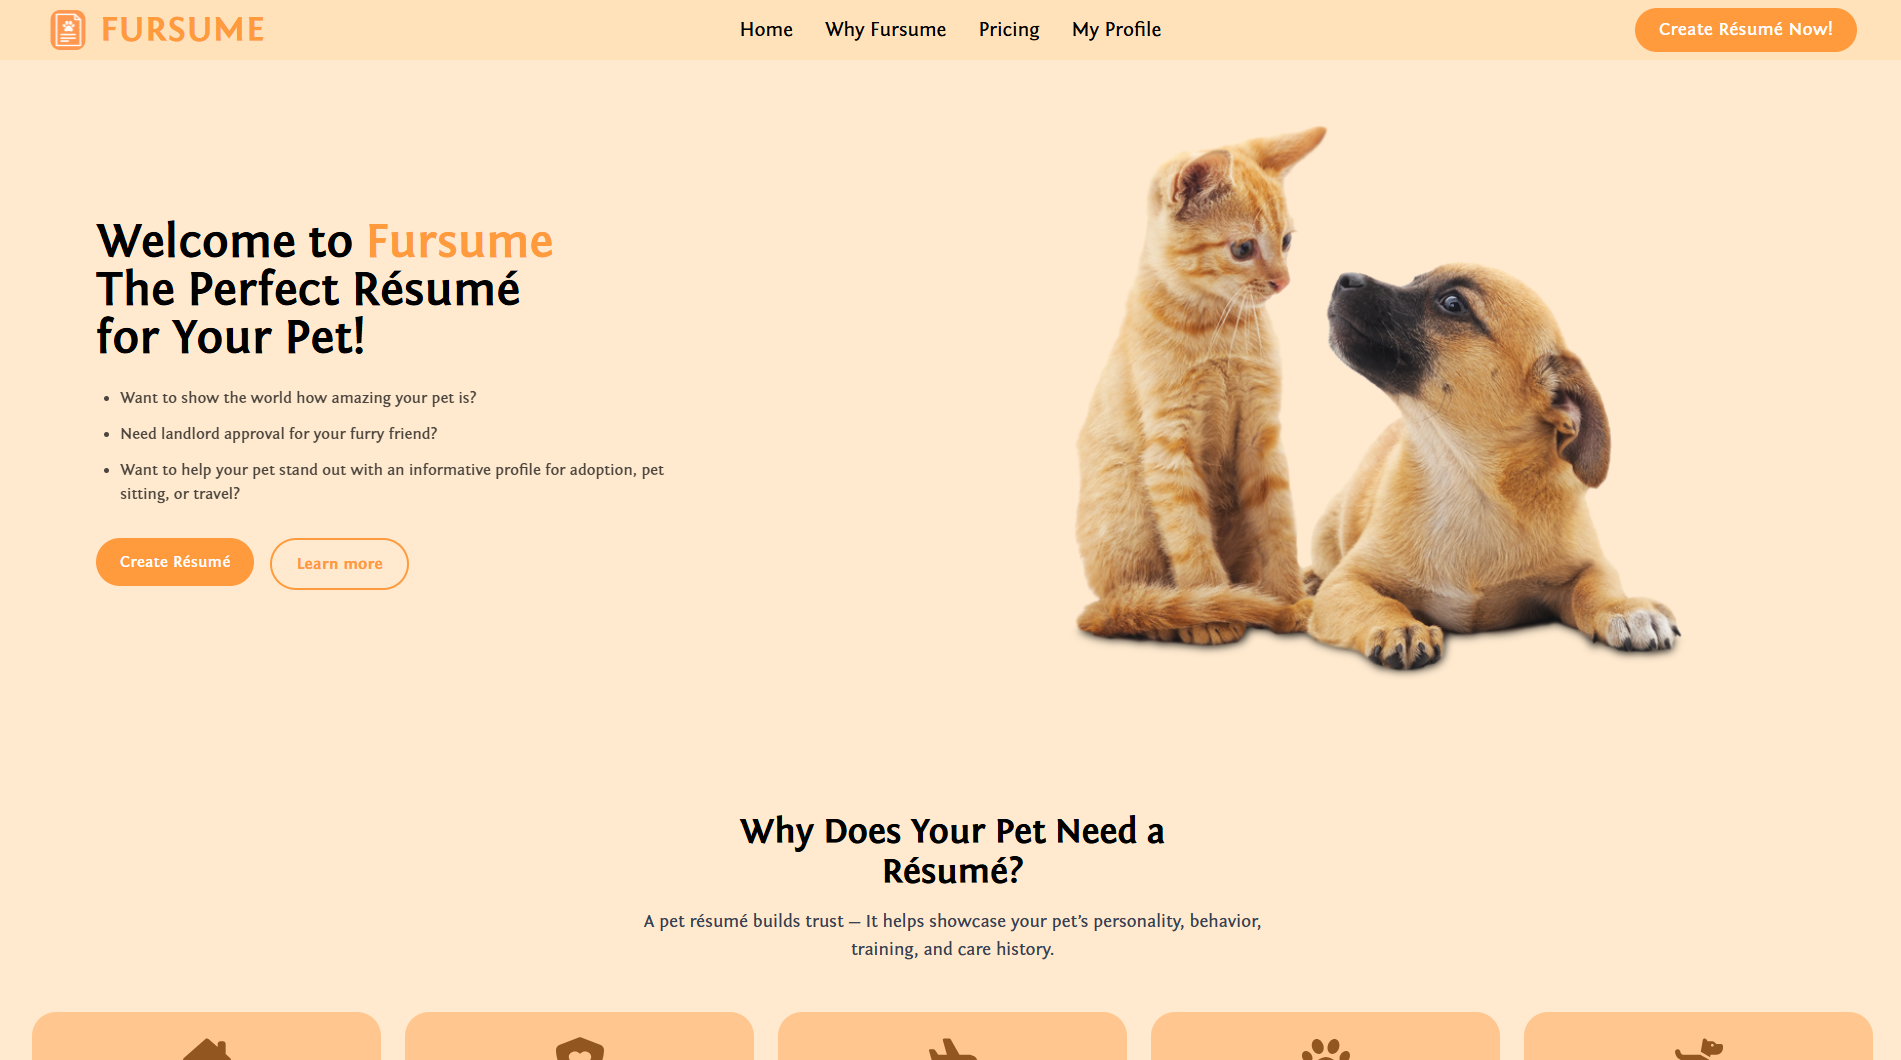 FURSUME
Home
Why Fursume
Pricing
My Profile
Create Résumé Now!
Welcome to Fursume
The Perfect Résumé
for Your Pet!
• Want to show the world how amazing your pet is?
• Need landlord approval for your furry friend?
• Want to help your pet stand out with an informative profile for adoption, pet
sitting, or travel?
Create Résumé
Learn more
Why Does Your Pet Need a
Résumé?
A pet résumé builds trust — It helps showcase your pet’s personality, behavior,
training, and care history.